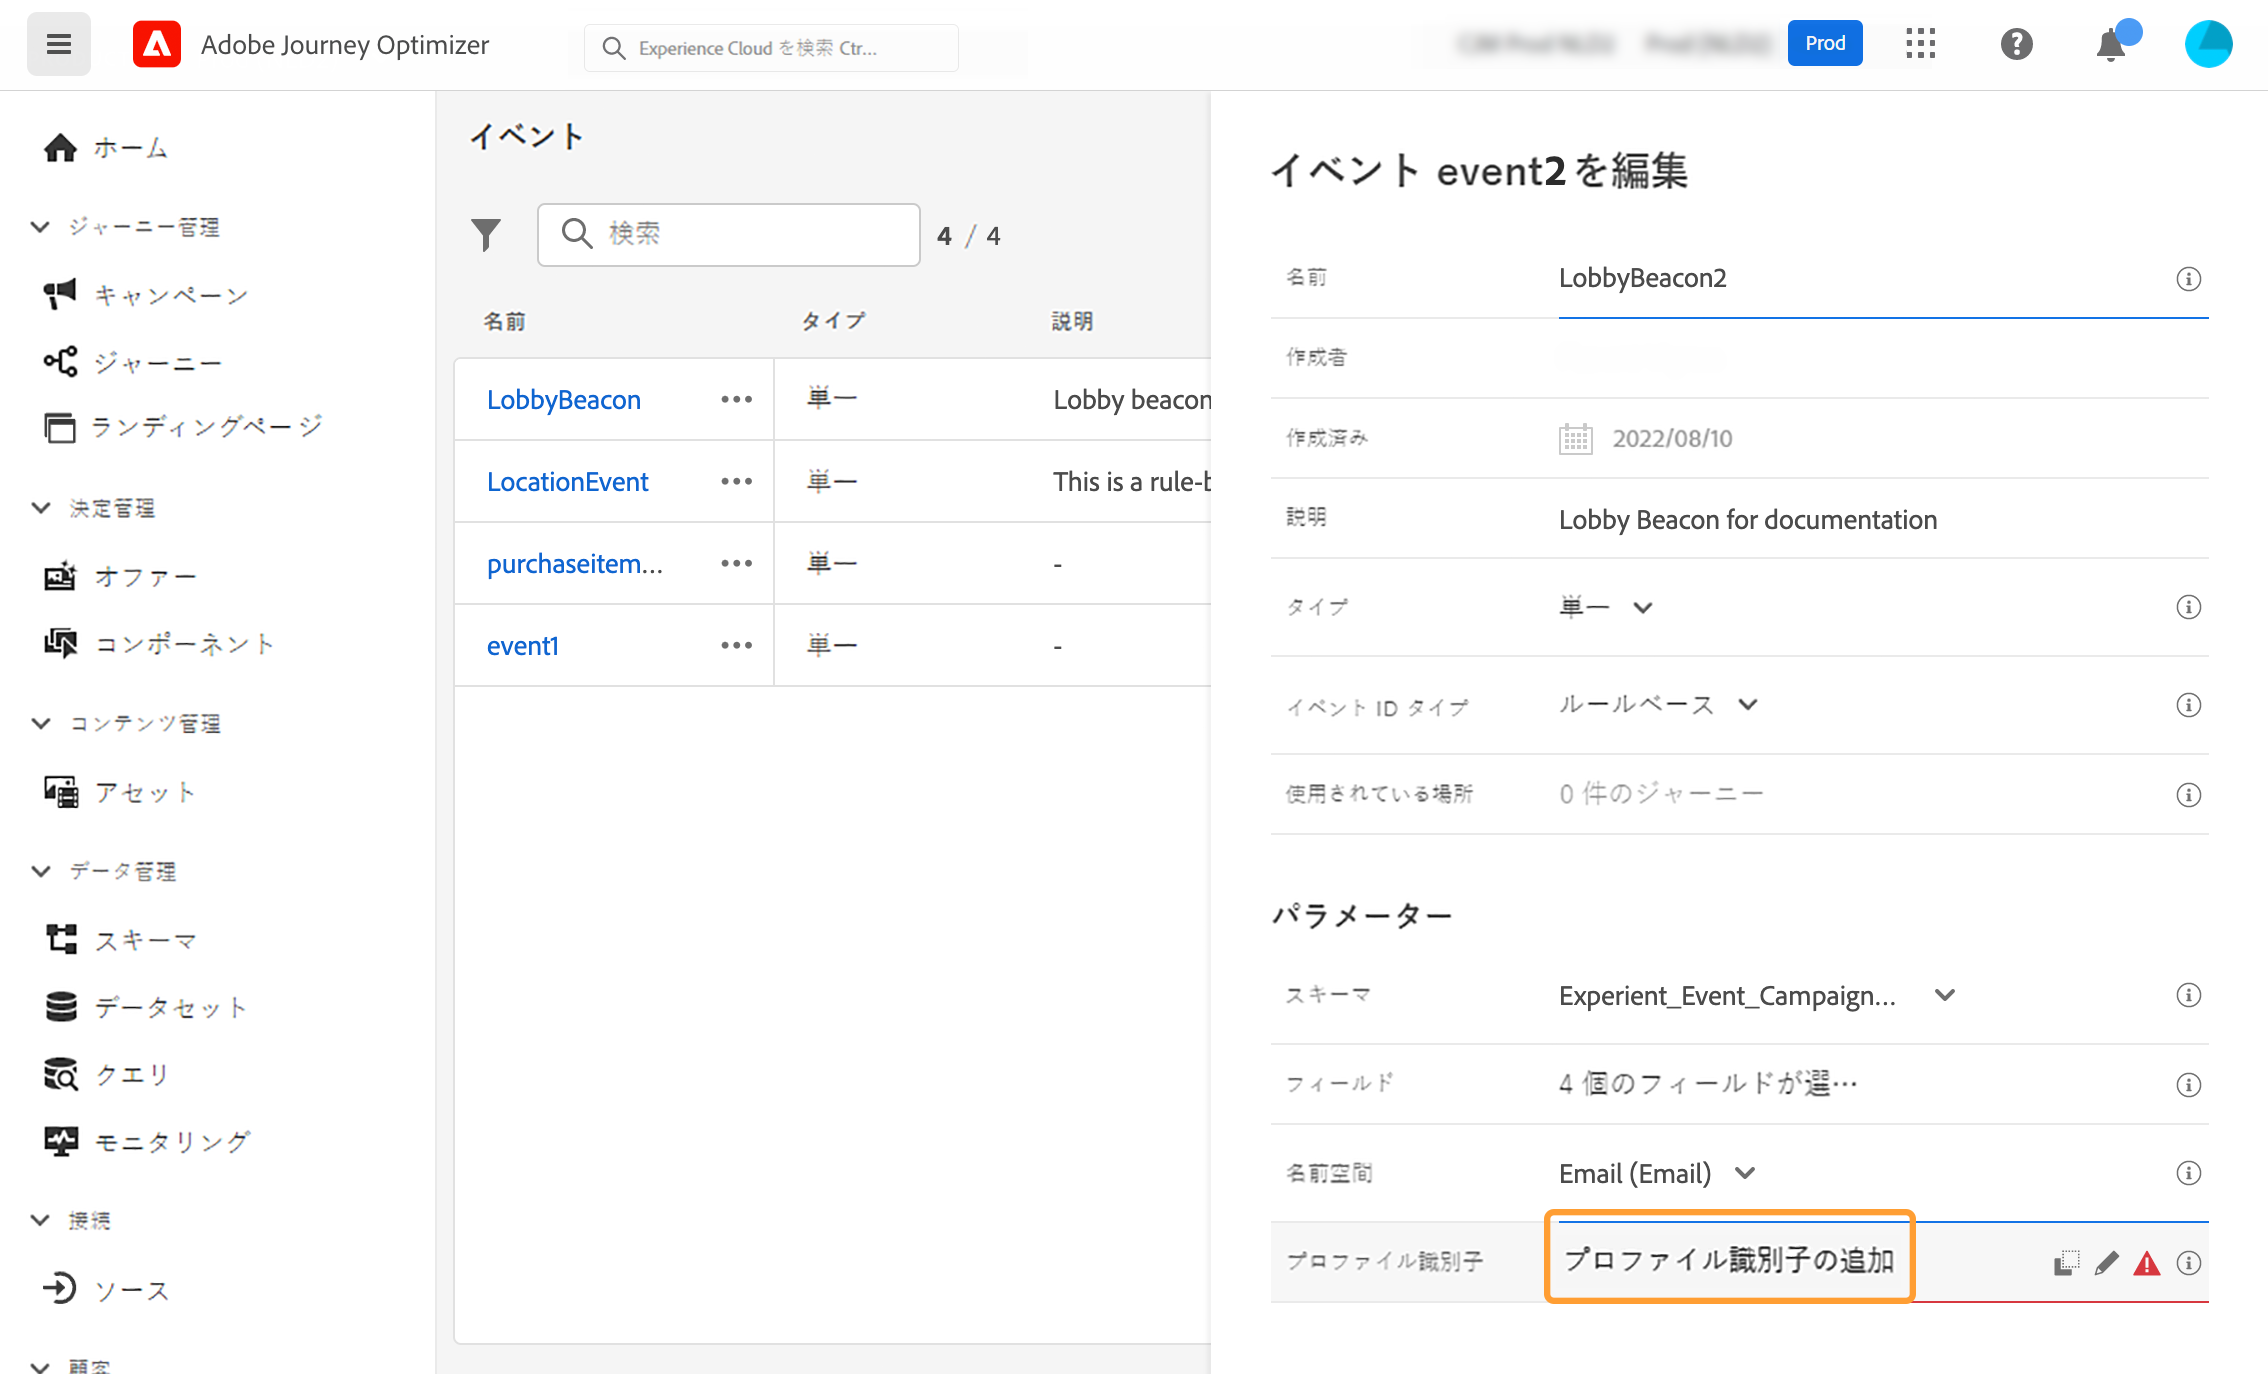 Adobe Journey Optimizer
Experience Cloud を検索 Ctr...
Prod
ホーム
ジャーニー管理
キャンペーン
ジャーニー
ランディングページ
決定管理
オファー
コンポーネント
コンテンツ管理
アセット
データ管理
スキーマ
データセット
クエリ
モニタリング
接続
ソース
顧客
イベント
検索
4 / 4
名前 タイプ 説明
LobbyBeacon 単一 Lobby beacon
LocationEvent 単一 This is a rule-b
purchaseitem... 単一 -
event1 単一 -
イベント event2を編集
名前 LobbyBeacon2
作成者
作成済み 2022/08/10
説明 Lobby Beacon for documentation
タイプ 単一
イベント ID タイプ ルールベース
使用されている場所 0 件のジャーニー
パラメーター
スキーマ Experient_Event_Campaign...
フィールド 4 個のフィールドが選…
名前空間 Email (Email)
プロファイル識別子 プロファイル識別子の追加